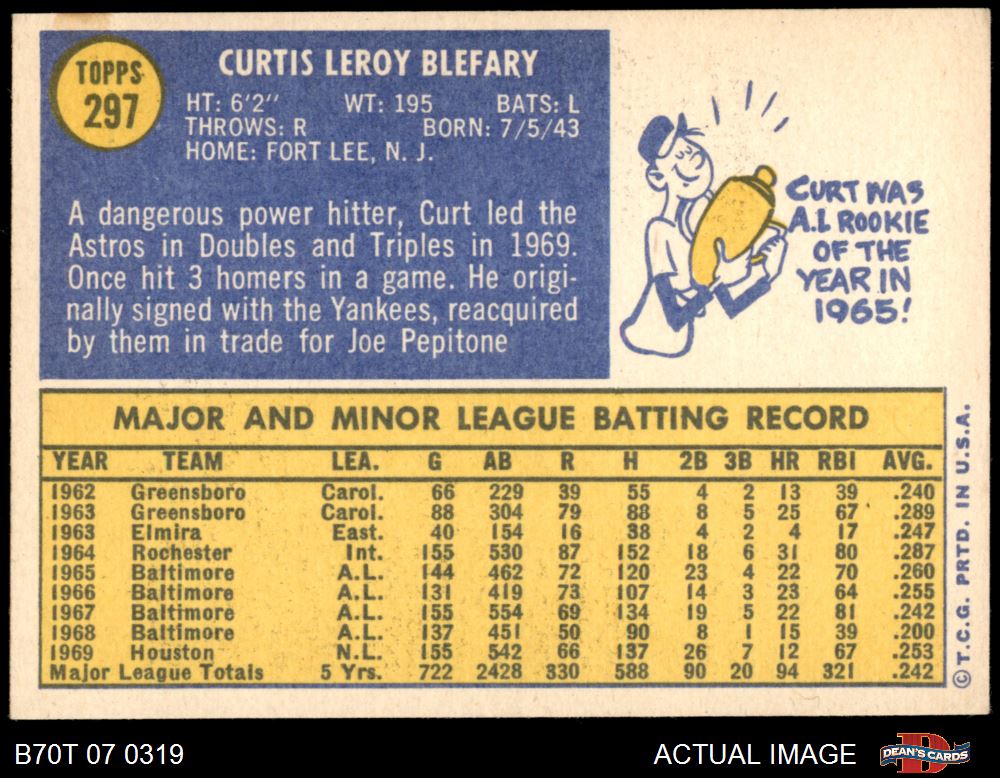 TOPPS
297
CURTIS LEROY BLEFARY
HT: 6'2" WT: 195 BATS: L
THROWS: R BORN: 7/5/43
HOME: FORT LEE, N. J.
A dangerous power hitter, Curt led the
Astros in Doubles and Triples in 1969.
Once hit 3 homers in a game. He origi-
nally signed with the Yankees, reacquired
by them in trade for Joe Pepitone
CURT WAS
A.L ROOKIE
OF THE
YEAR IN
1965!
MAJOR AND MINOR LEAGUE BATTING RECORD
YEAR TEAM LEA. G AB R H 2B 3B HR RBI AVG.
1962 Greensboro Carol. 66 229 39 55 4 2 13 39 .240
1963 Greensboro Carol. 88 304 79 88 8 5 25 67 .289
1963 Elmira East. 40 154 16 38 4 2 4 17 .247
1964 Rochester Int. 155 530 87 152 18 6 31 80 .287
1965 Baltimore A.L. 144 462 72 120 23 4 22 70 .260
1966 Baltimore A.L. 131 419 73 107 14 3 23 64 .255
1967 Baltimore A.L. 155 554 69 134 19 5 22 81 .242
1968 Baltimore A.L. 137 451 50 90 8 1 15 39 .200
1969 Houston N.L. 155 542 66 137 26 7 12 67 .253
Major League Totals 5 Yrs. 722 2428 330 588 90 20 94 321 .242
©T.C.G. PRTD. IN U.S.A.
B70T 07 0319
ACTUAL IMAGE
DEAN'S CARDS